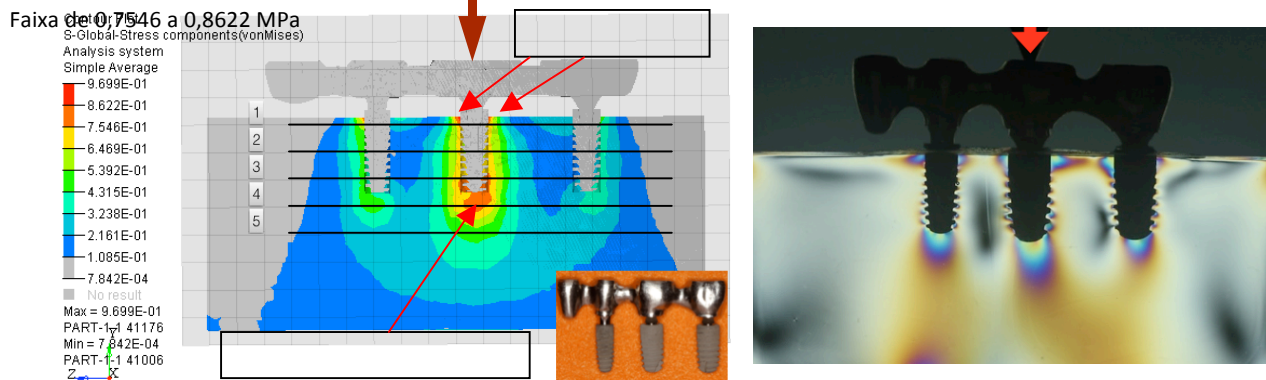 Faixa de 0,7546 a 0,8622 MPa
Contour Plot
S-Global-Stress components(vonMises)
Analysis system
Simple Average
9.699E-01
8.622E-01
7.546E-01
6.469E-01
5.392E-01
4.315E-01
3.238E-01
2.161E-01
1.085E-01
7.842E-04
No result
Max = 9.699E-01
PART-1-1 41176
Min = 7.842E-04
PART-1-1 41006
Y
Z
X
1
2
3
4
5